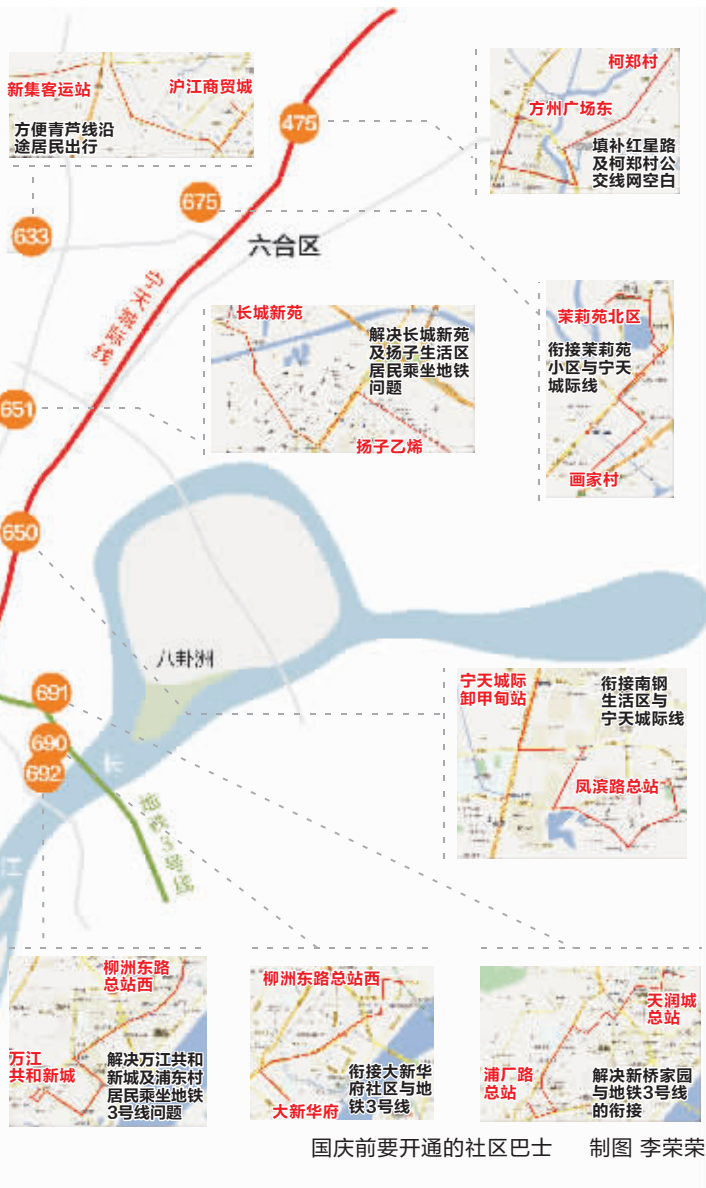 新集客运站
沪江商贸城
方便青芦线沿
途居民出行
475
柯郑村
方州广场东
填补红星路
及柯郑村公
交线网空白
675
633
六合区
宁天城际线
长城新苑
解决长城新苑
及扬子生活区
居民乘坐地铁
问题
扬子乙烯
茉莉苑北区
衔接茉莉苑
小区与宁天
城际线
画家村
651
650
八卦洲
691
690
692
长
江
地铁3号线
宁天城际
卸甲甸站
衔接南钢
生活区与
宁天城际线
凤滨路总站
柳洲东路
总站西
万江
共和新城
解决万江共和
新城及浦东村
居民乘坐地铁
3号线问题
柳洲东路总站西
衔接大新华
府社区与地
铁3号线
大新华府
天润城
总站
浦厂路
总站
解决新桥家园
与地铁3号线
的衔接
国庆前要开通的社区巴士 制图 李荣荣